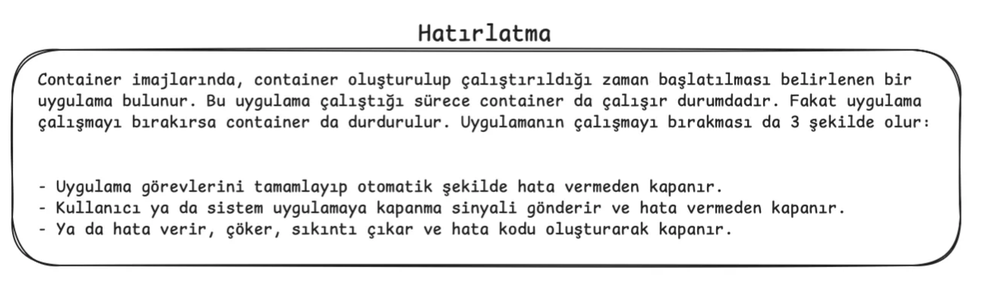 Hatırlatma
Container imajlarında, container oluşturulup çalıştırıldığı zaman başlatılması belirlenen bir
uygulama bulunur. Bu uygulama çalıştığı sürece container da çalışır durumdadır. Fakat uygulama
çalışmayı bırakırsa container da durdurulur. Uygulamanın çalışmayı bırakması da 3 şekilde olur:
- Uygulama görevlerini tamamlayıp otomatik şekilde hata vermeden kapanır.
- Kullanıcı ya da sistem uygulamaya kapanma sinyali gönderir ve hata vermeden kapanır.
- Ya da hata verir, çöker, sıkıntı çıkar ve hata kodu oluşturarak kapanır.